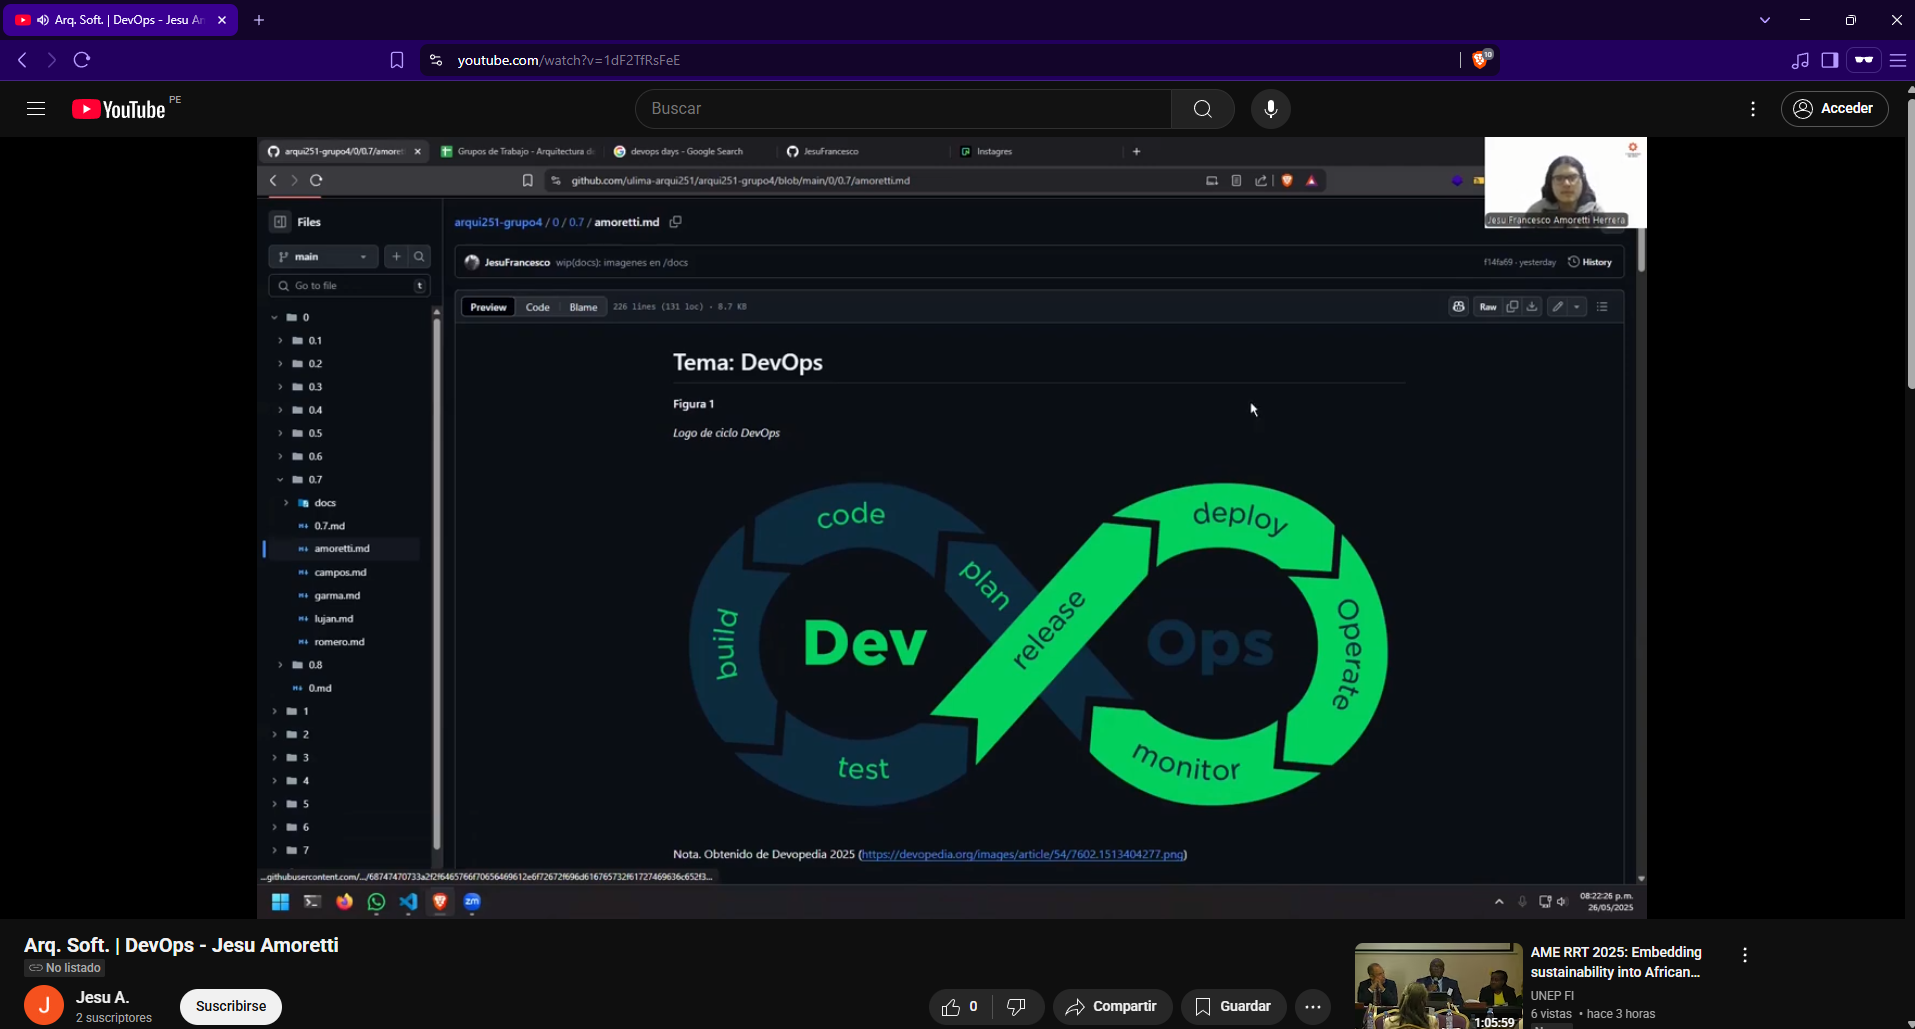 Arq. Soft. | DevOps - Jesu Am
youtube.com/watch?v=1dF2TfRsFeE
10
YouTube PE
Buscar
Acceder
arqui251-grupo4/0/0.7/amoret
Grupos de Trabajo - Arquitectura de
devops days - Google Search
JesuFrancesco
Instagres
github.com/ulima-arqui251/arqui251-grupo4/blob/main/0/0.7/amoretti.md
Jesu Francesco Amoretti Herrera
Files
arqui251-grupo4 / 0 / 0.7 / amoretti.md
main
JesuFrancesco wip(docs): imagenes en /docs
f14fa69 · yesterday
History
Go to file
t
Preview
Code
Blame
226 lines (131 loc) · 8.7 KB
Raw
0
0.1
0.2
0.3
0.4
0.5
0.6
0.7
docs
0.7.md
amoretti.md
campos.md
garma.md
lujan.md
romero.md
0.8
0.md
1
2
3
4
5
6
7
Tema: DevOps
Figura 1
Logo de ciclo DevOps
code
plan
build
Dev
test
release
deploy
Ops
Operate
monitor
Nota. Obtenido de Devopedia 2025 (https://devopedia.org/images/article/54/7602.1513404277.png)
zm
08:22:26 p.m.
26/05/2025
Arq. Soft. | DevOps - Jesu Amoretti
No listado
J
Jesu A.
2 suscriptores
Suscribirse
0
Compartir
Guardar
1:05:59
AME RRT 2025: Embedding
sustainability into African...
UNEP FI
6 vistas • hace 3 horas